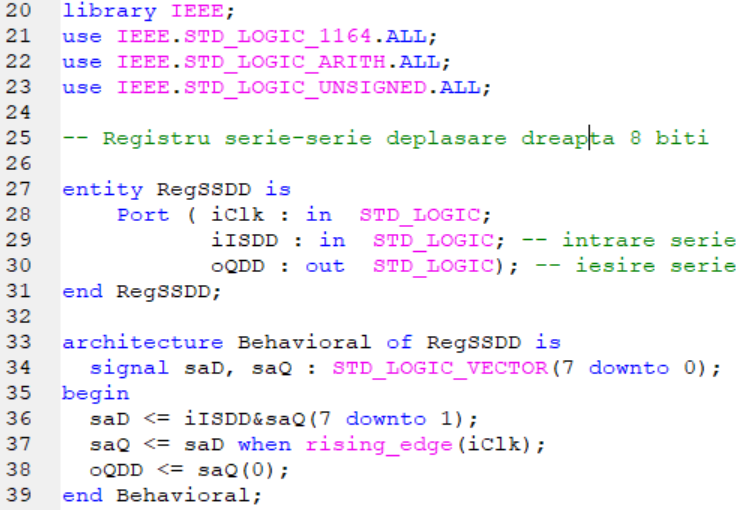 20 library IEEE;
21 use IEEE.STD_LOGIC_1164.ALL;
22 use IEEE.STD_LOGIC_ARITH.ALL;
23 use IEEE.STD_LOGIC_UNSIGNED.ALL;
24
25 -- Registru serie-serie deplasare dreapta 8 biti
26
27 entity RegSSDD is
28     Port ( iClk : in  STD_LOGIC;
29            iISDD : in  STD_LOGIC; -- intrare serie
30            oQDD : out  STD_LOGIC); -- iesire serie
31 end RegSSDD;
32
33 architecture Behavioral of RegSSDD is
34   signal saD, saQ : STD_LOGIC_VECTOR(7 downto 0);
35 begin
36   saD <= iISDD&saQ(7 downto 1);
37   saQ <= saD when rising_edge(iClk);
38   oQDD <= saQ(0);
39 end Behavioral;